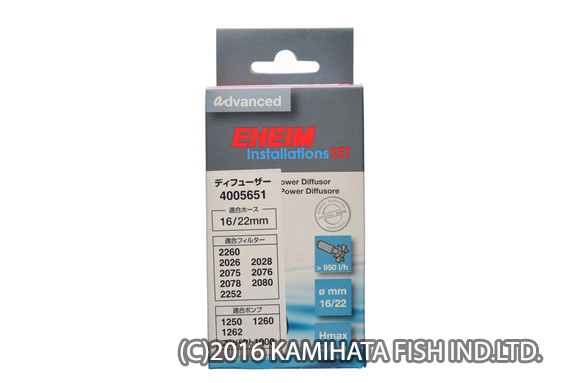 advanced
EHEIM
InstallationsSET
ディフューザー
4005651
ower Diffusor
Power Diffusore
適合ホース
16/22mm
適合フィルター
2260
2026 2028
2075 2076
2078 2080
2252
> 950 l/h
ø mm
16/22
適合ポンプ
1250 1260
1262
Hmax
(C)2016 KAMIHATA FISH IND.LTD.